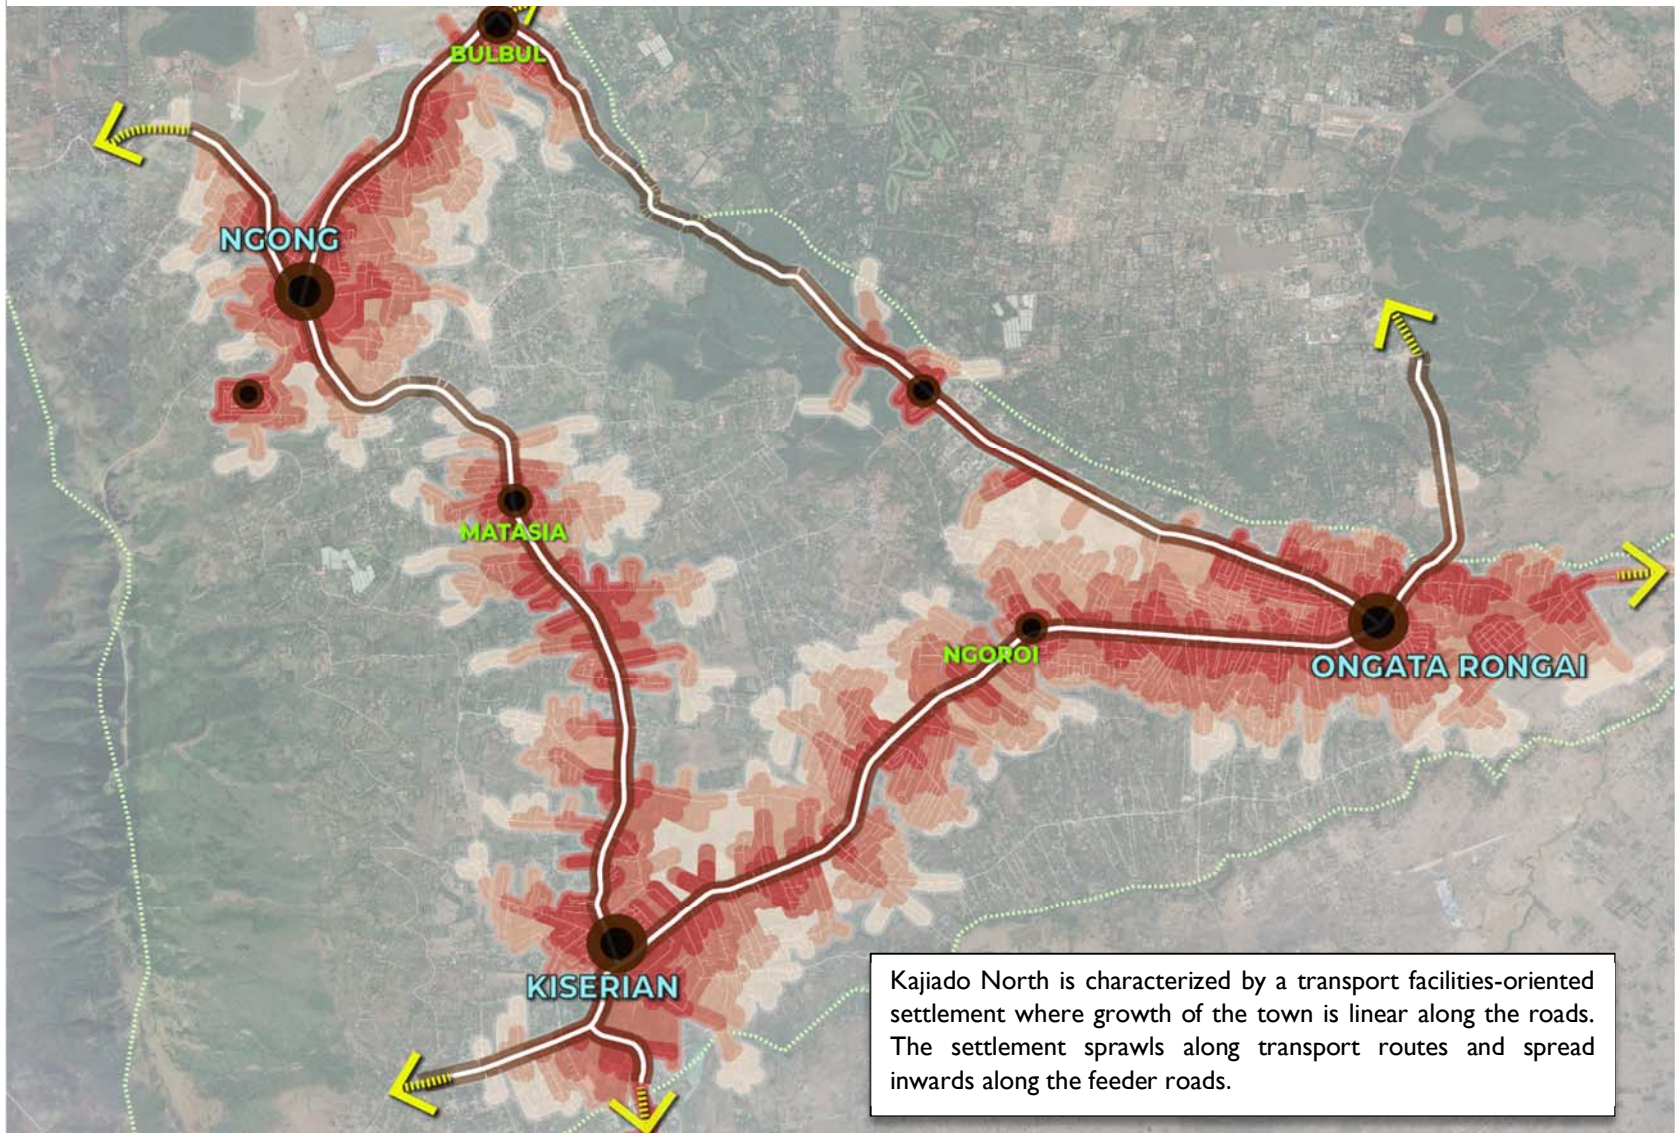 BULBUL
NGONG
MATASIA
NGOROI
ONGATA RONGAI
KISERIAN
Kajiado North is characterized by a transport facilities-oriented
settlement where growth of the town is linear along the roads.
The settlement sprawls along transport routes and spread
inwards along the feeder roads.